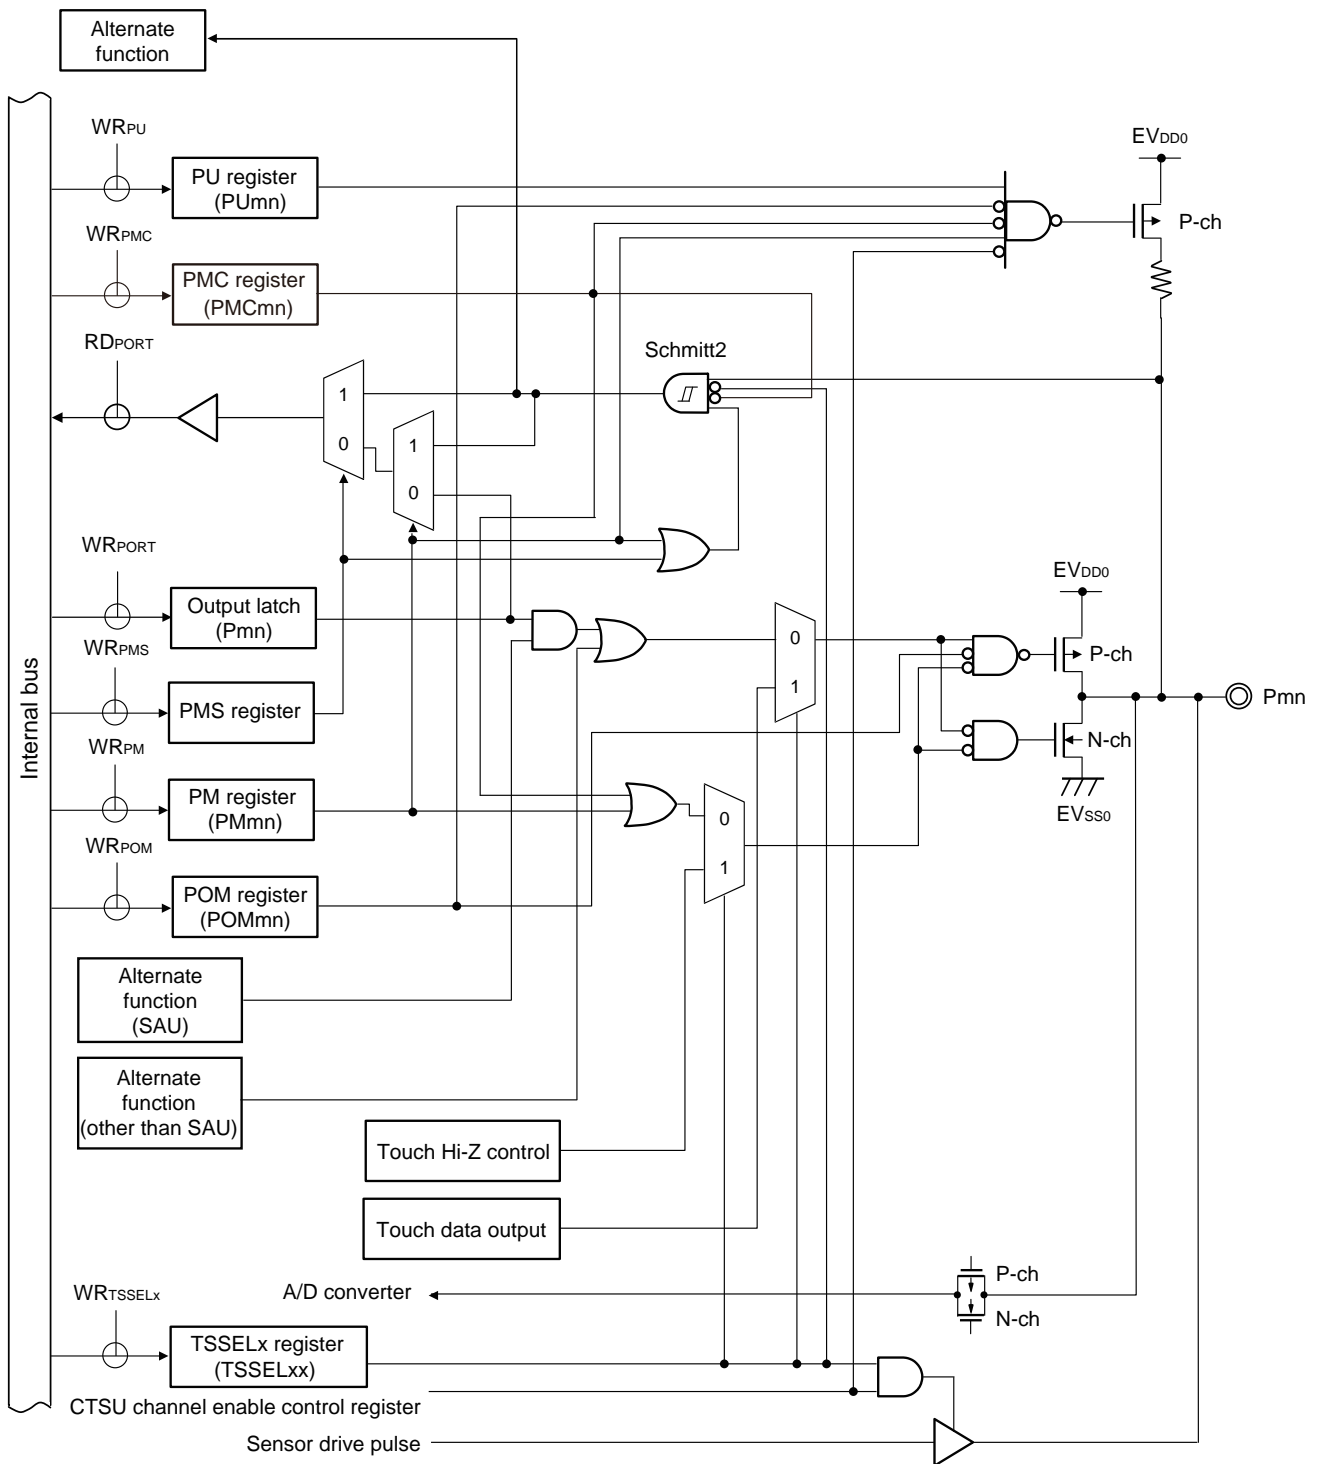 Alternate
function
WRPU
EVDD0
PU register
(PUmn)
P-ch
WRPMC
PMC register
(PMCmn)
RDPORT
Schmitt2
1
0
1
0
WRPORT
EVDD0
Output latch
(Pmn)
0
1
P-ch
WRPMS
Internal bus
PMS register
Pmn
N-ch
WRPM
PM register
(PMmn)
0
1
EVSS0
WRPOM
POM register
(POMmn)
Alternate
function
(SAU)
Alternate
function
(other than SAU)
Touch Hi-Z control
Touch data output
P-ch
N-ch
WRTSSELx
A/D converter
TSSELx register
(TSSELxx)
CTSU channel enable control register
Sensor drive pulse